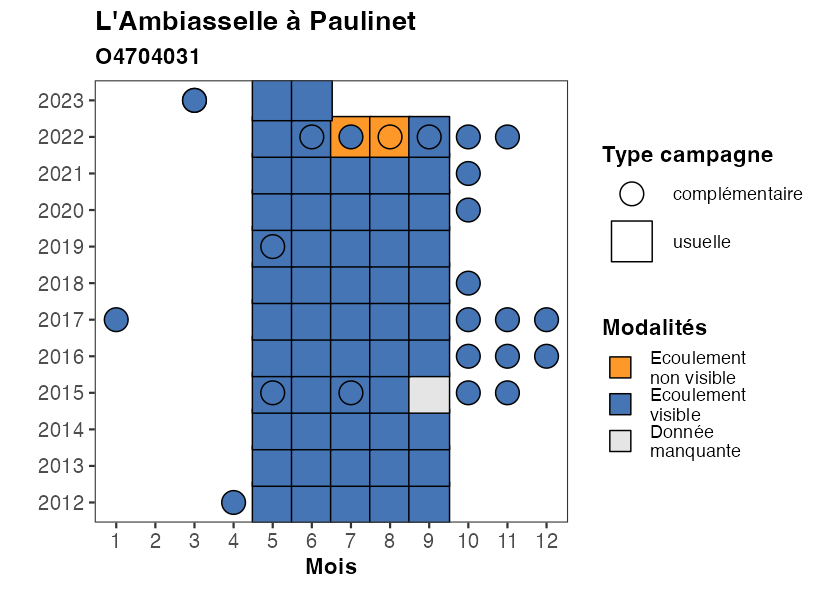 L'Ambiasselle à Paulinet
O4704031
2023
2022
2021
2020
2019
2018
2017
2016
2015
2014
2013
2012
1 2 3 4 5 6 7 8 9 10 11 12
Mois
Type campagne
complémentaire
usuelle
Modalités
Ecoulement
non visible
Ecoulement
visible
Donnée
manquante